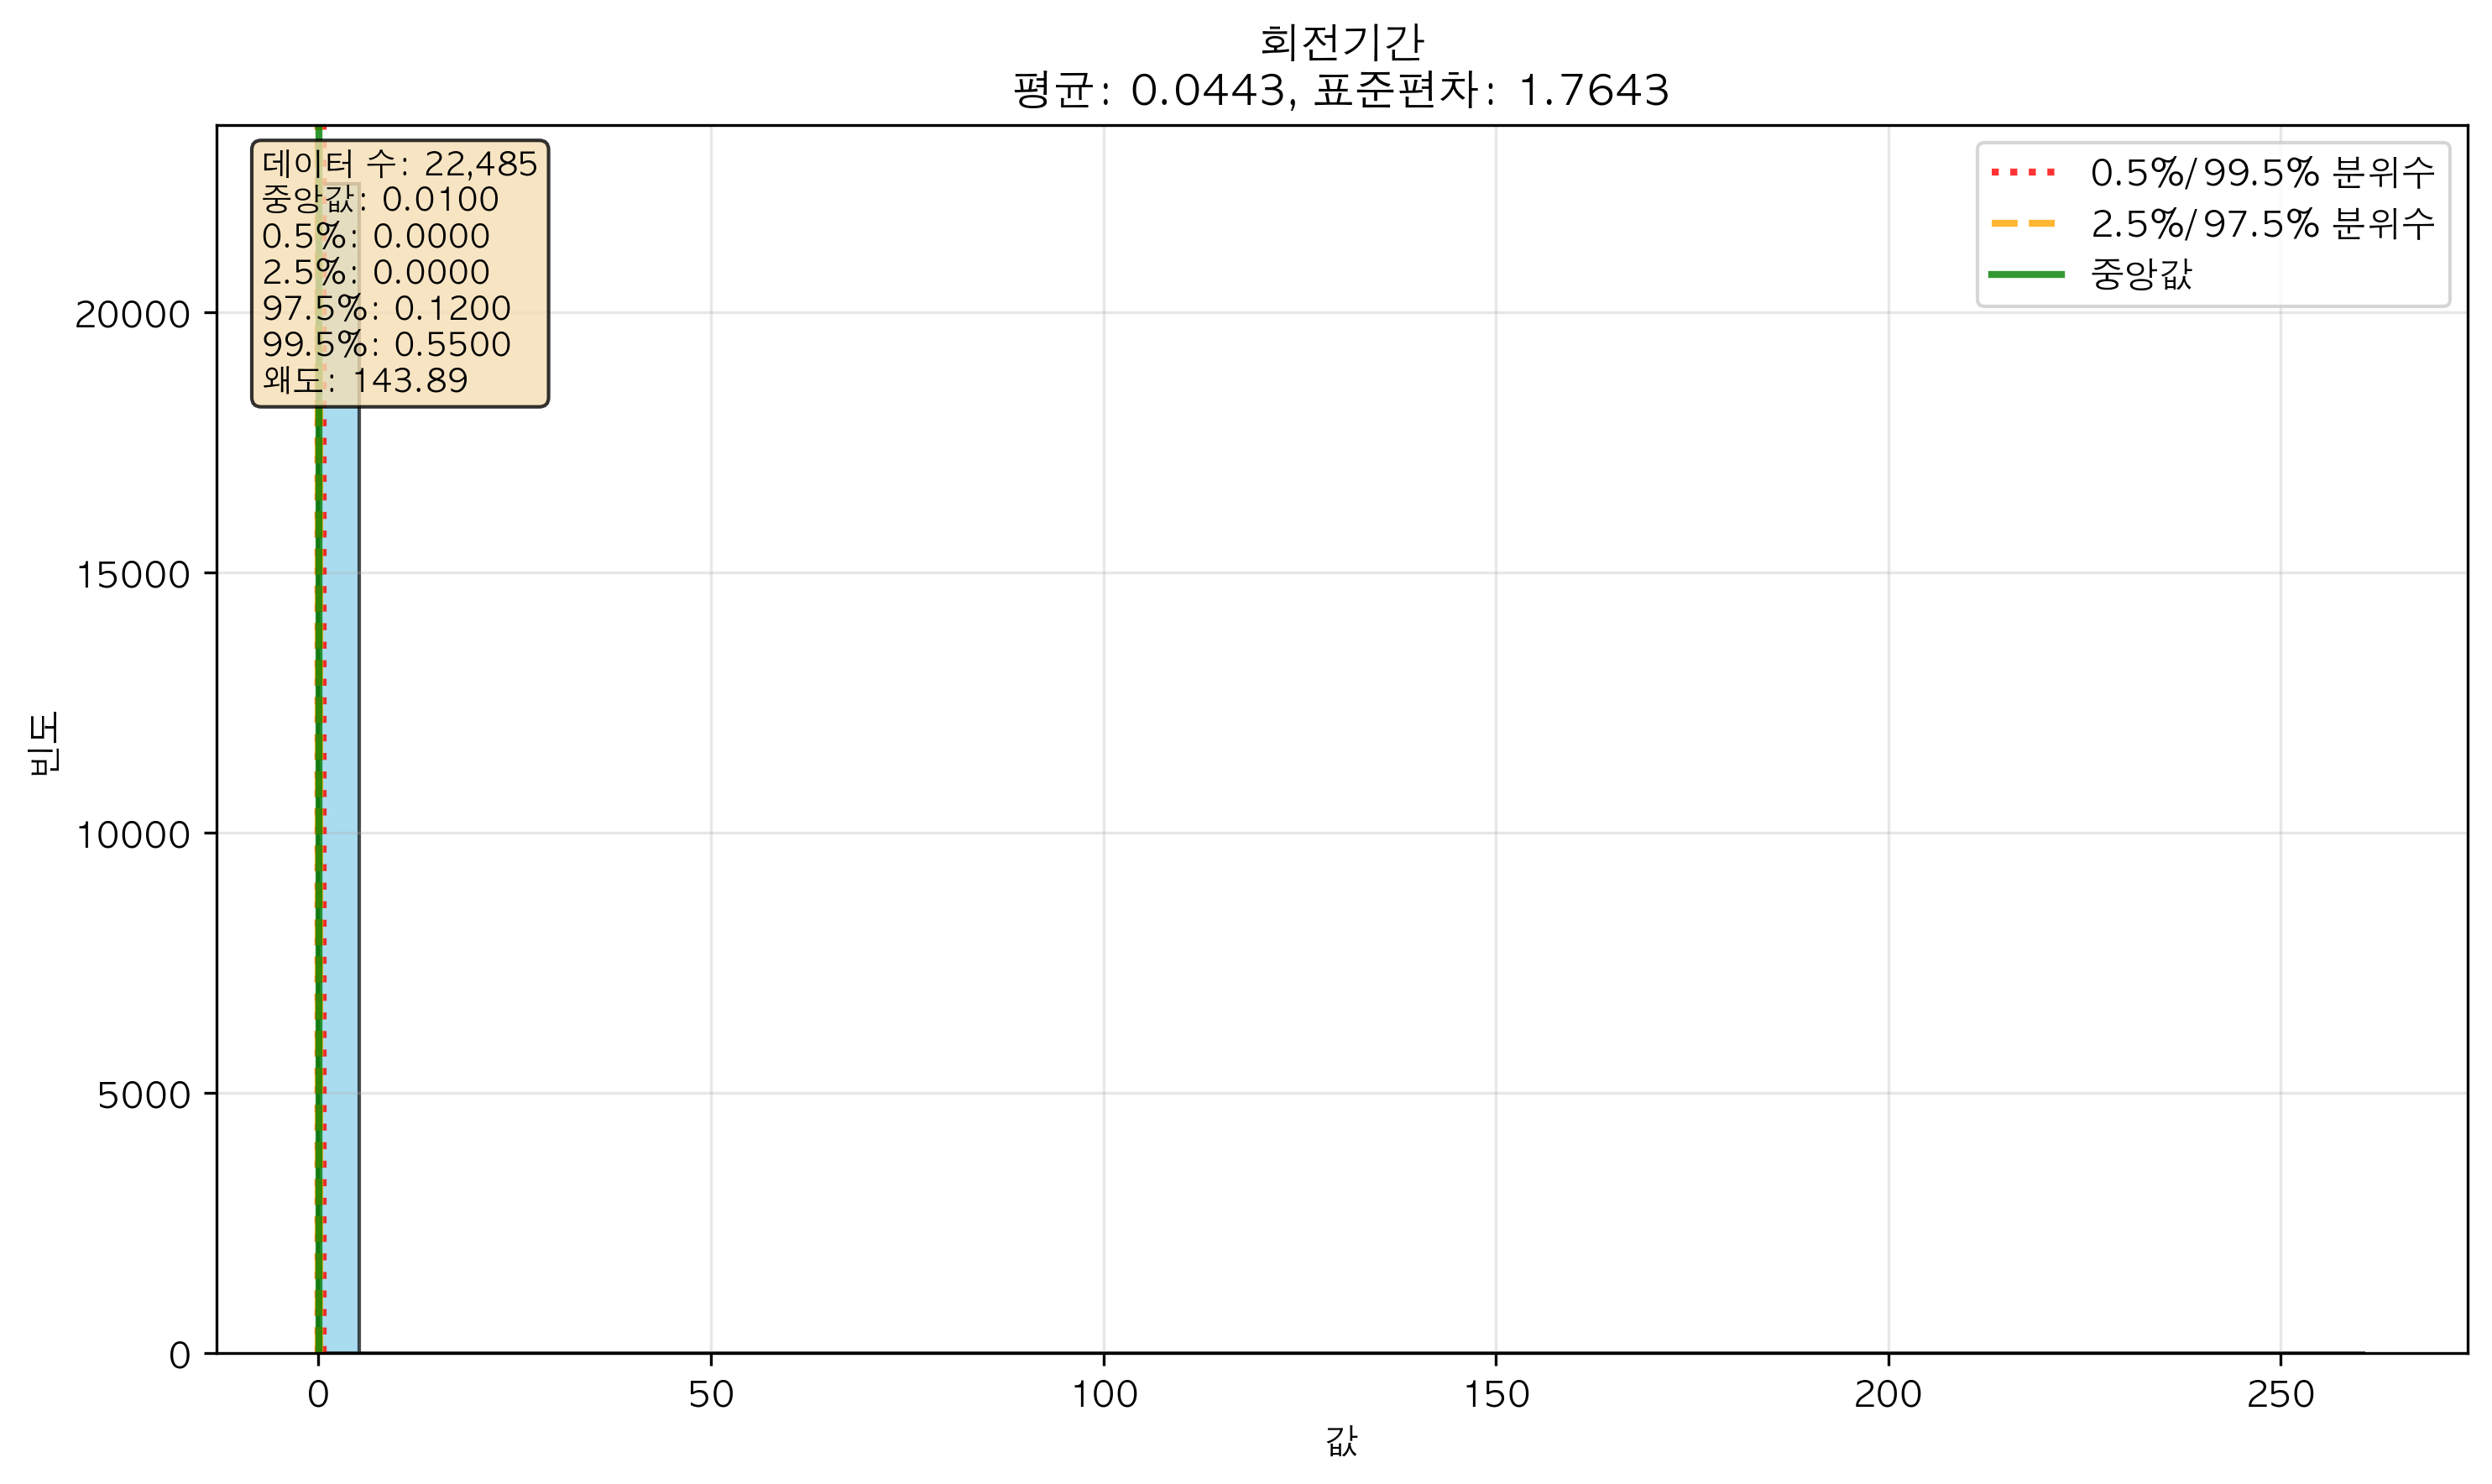 회전기간
평균: 0.0443, 표준편차: 1.7643
데이터 수: 22,485
중앙값: 0.0100
0.5%: 0.0000
2.5%: 0.0000
97.5%: 0.1200
99.5%: 0.5500
왜도: 143.89
0.5%/99.5% 분위수
2.5%/97.5% 분위수
중앙값
빈도
20000
15000
10000
5000
0
0 50 100 150 200 250
값